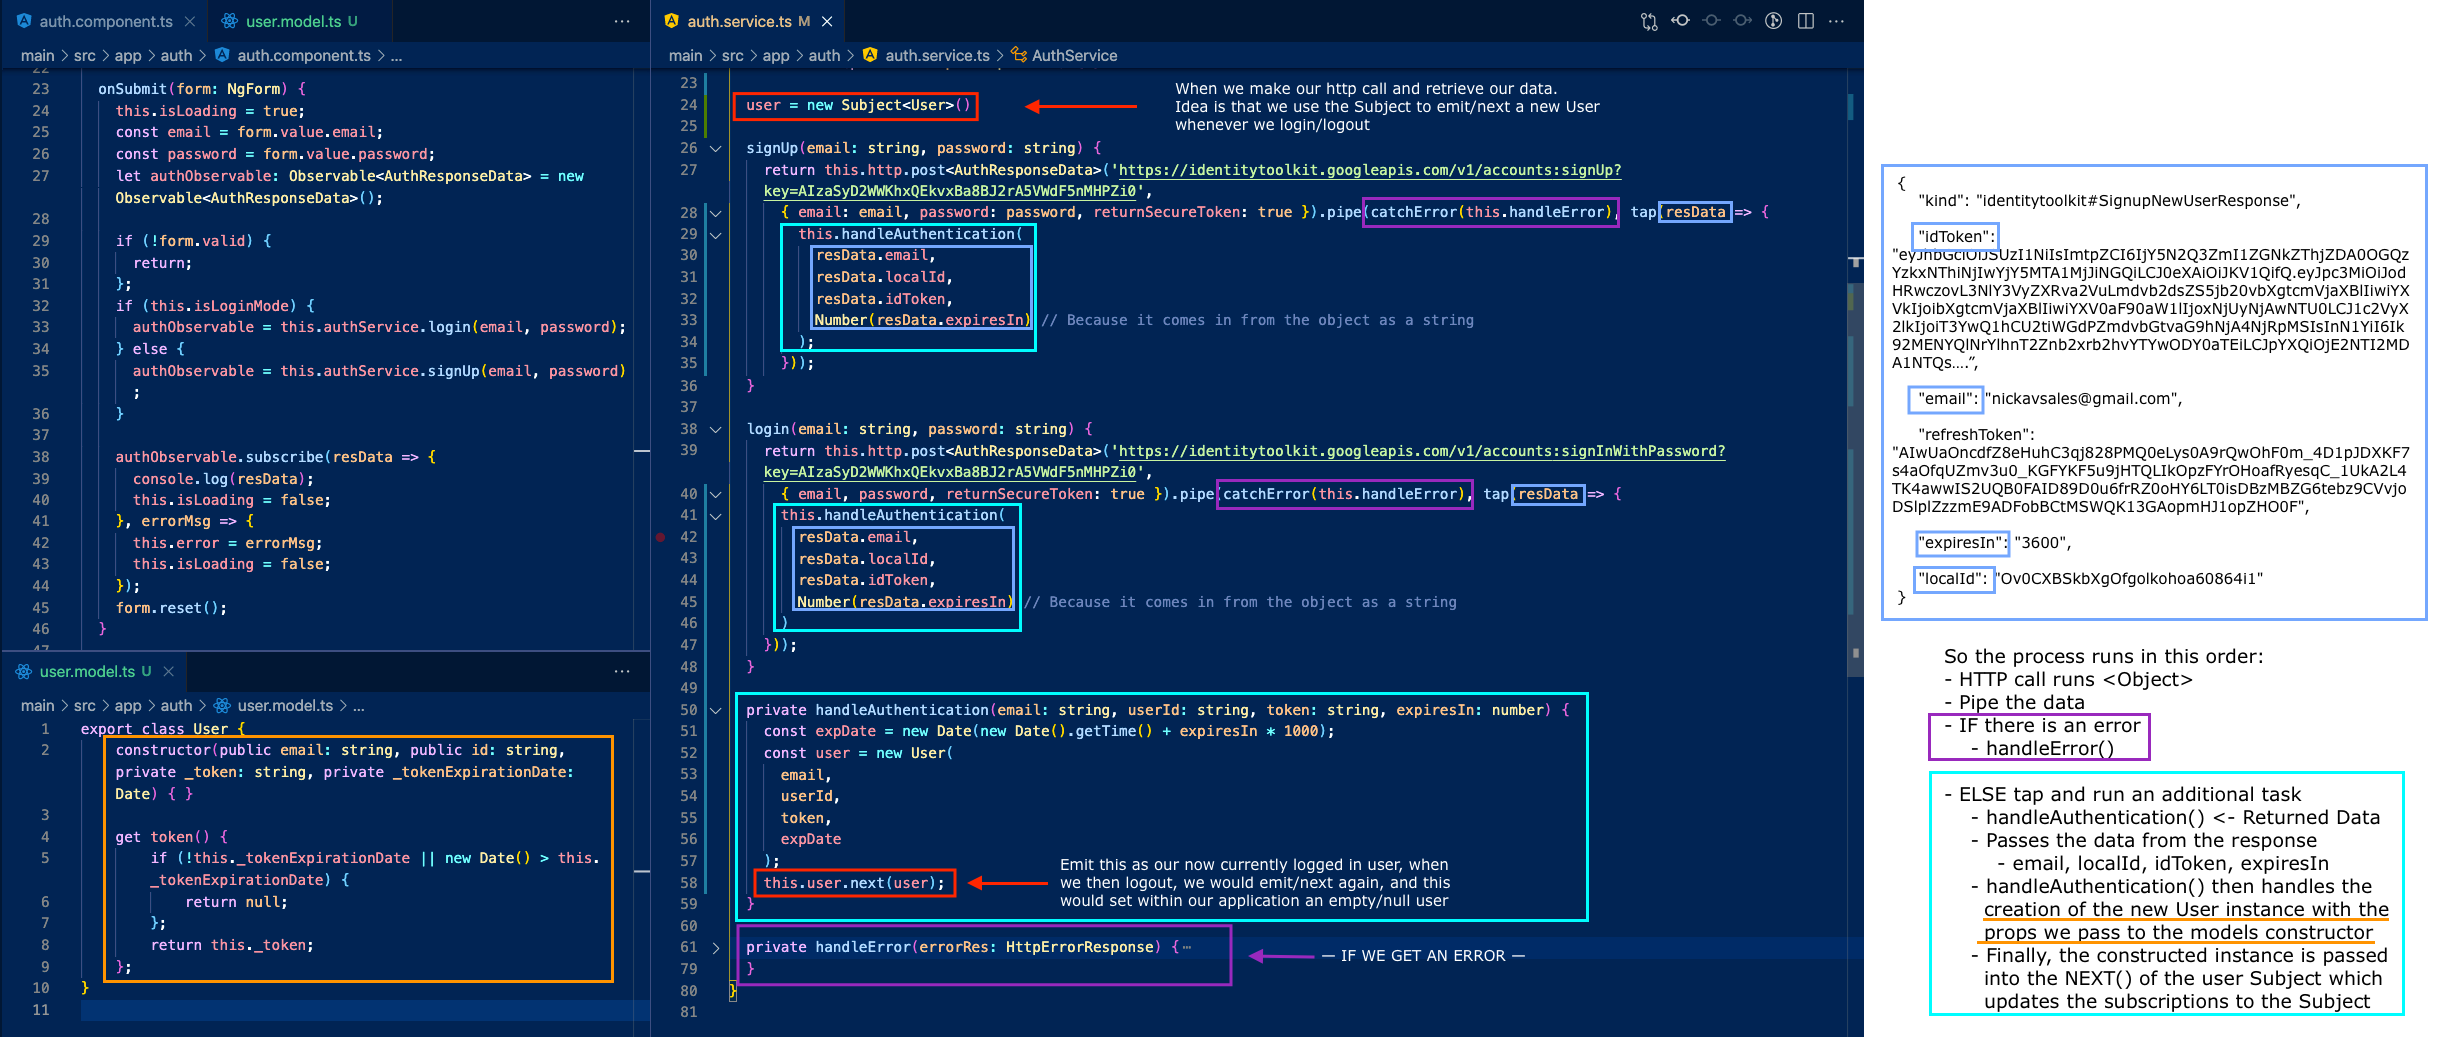 auth.component.ts
user.model.ts U
main > src > app > auth > auth.component.ts > ...
22
23 onSubmit(form: NgForm) {
24 this.isLoading = true;
25 const email = form.value.email;
26 const password = form.value.password;
27 let authObservable: Observable<AuthResponseData> = new
Observable<AuthResponseData>();
28
29 if (!form.valid) {
30 return;
31 };
32 if (this.isLoginMode) {
33 authObservable = this.authService.login(email, password);
34 } else {
35 authObservable = this.authService.signUp(email, password)
;
36 }
37
38 authObservable.subscribe(resData => {
39 console.log(resData);
40 this.isLoading = false;
41 }, errorMsg => {
42 this.error = errorMsg;
43 this.isLoading = false;
44 });
45 form.reset();
46 }
47
user.model.ts U
main > src > app > auth > user.model.ts > ...
1 export class User {
2 constructor(public email: string, public id: string,
private _token: string, private _tokenExpirationDate:
Date) { }
3
4 get token() {
5 if (!this._tokenExpirationDate || new Date() > this.
_tokenExpirationDate) {
6 return null;
7 };
8 return this._token;
9 };
10 }
11
auth.service.ts M
main > src > app > auth > auth.service.ts > AuthService
23
24 user = new Subject<User>()
25
When we make our http call and retrieve our data.
Idea is that we use the Subject to emit/next a new User
whenever we login/logout
26 signUp(email: string, password: string) {
27 return this.http.post<AuthResponseData>('https://identitytoolkit.googleapis.com/v1/accounts:signUp?
key=AIzaSyD2WWKhxQEkvxBa8BJ2rA5VWdF5nMHPZi0',
28 { email: email, password: password, returnSecureToken: true }).pipe(catchError(this.handleError), tap(resData => {
29 this.handleAuthentication(
30 resData.email,
31 resData.localId,
32 resData.idToken,
33 Number(resData.expiresIn) // Because it comes in from the object as a string
34 );
35 }));
36 }
37
38 login(email: string, password: string) {
39 return this.http.post<AuthResponseData>('https://identitytoolkit.googleapis.com/v1/accounts:signInWithPassword?
key=AIzaSyD2WWKhxQEkvxBa8BJ2rA5VWdF5nMHPZi0',
40 { email, password, returnSecureToken: true }).pipe(catchError(this.handleError), tap(resData => {
41 this.handleAuthentication(
42 resData.email,
43 resData.localId,
44 resData.idToken,
45 Number(resData.expiresIn) // Because it comes in from the object as a string
46 )
47 }));
48 }
49
50 private handleAuthentication(email: string, userId: string, token: string, expiresIn: number) {
51 const expDate = new Date(new Date().getTime() + expiresIn * 1000);
52 const user = new User(
53 email,
54 userId,
55 token,
56 expDate
57 );
58 this.user.next(user);
59 }
Emit this as our now currently logged in user, when
we then logout, we would emit/next again, and this
would set within our application an empty/null user
60
61 private handleError(errorRes: HttpErrorResponse) { ...
— IF WE GET AN ERROR —
79 }
80 }
81
{
"kind": "identitytoolkit#SignupNewUserResponse",
"idToken":
"email": "nickavsales@gmail.com",
"refreshToken":
"expiresIn": "3600",
"localId": "Ov0CXBSkbXgOfgolkohoa60864i1"
}
So the process runs in this order:
- HTTP call runs <Object>
- Pipe the data
- IF there is an error
- handleError()
- ELSE tap and run an additional task
- handleAuthentication() <- Returned Data
- Passes the data from the response
- email, localId, idToken, expiresIn
- handleAuthentication() then handles the
creation of the new User instance with the
props we pass to the models constructor
- Finally, the constructed instance is passed
into the NEXT() of the user Subject which
updates the subscriptions to the Subject